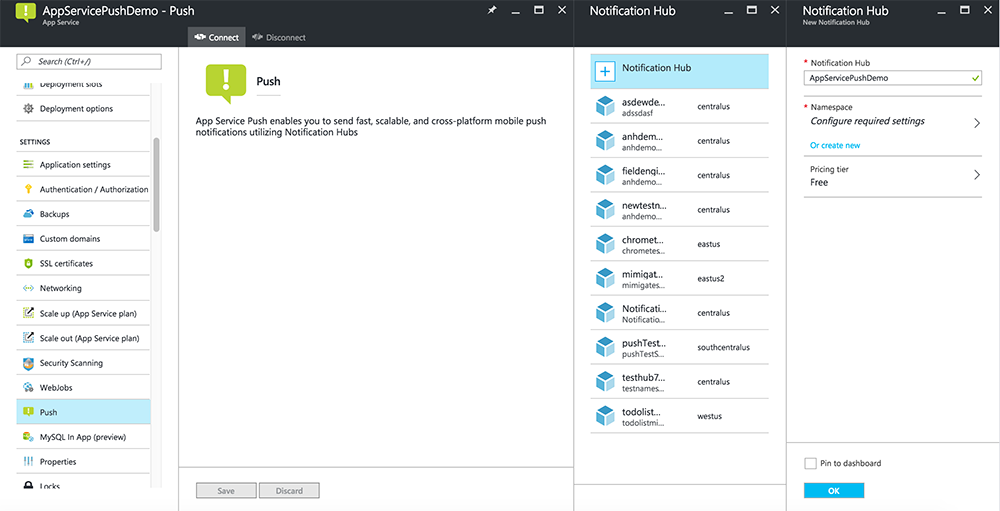 AppServicePushDemo - Push
App Service
Connect
Disconnect
Search (Ctrl+/)
Deployment slots
Deployment options
SETTINGS
Application settings
Authentication / Authorization
Backups
Custom domains
SSL certificates
Networking
Scale up (App Service plan)
Scale out (App Service plan)
Security Scanning
WebJobs
Push
MySQL In App (preview)
Properties
Locks
Push
App Service Push enables you to send fast, scalable, and cross-platform mobile push
notifications utilizing Notification Hubs
Save
Discard
Notification Hub
Notification Hub
asdewde...
adssdasf
centralus
anhdem...
anhdemo...
centralus
fieldenqi...
anhdemo...
centralus
newtestn...
anhdemo...
centralus
chromet...
chrometes...
eastus
mimigat...
mimigates...
eastus2
Notificati...
Notificatio...
centralus
pushTest...
pushTestS...
southcentralus
testhub7...
testnames...
centralus
todolist...
todolistmi...
westus
Notification Hub
New Notification Hub
* Notification Hub
AppServicePushDemo
* Namespace
Configure required settings
Or create new
Pricing tier
Free
Pin to dashboard
OK